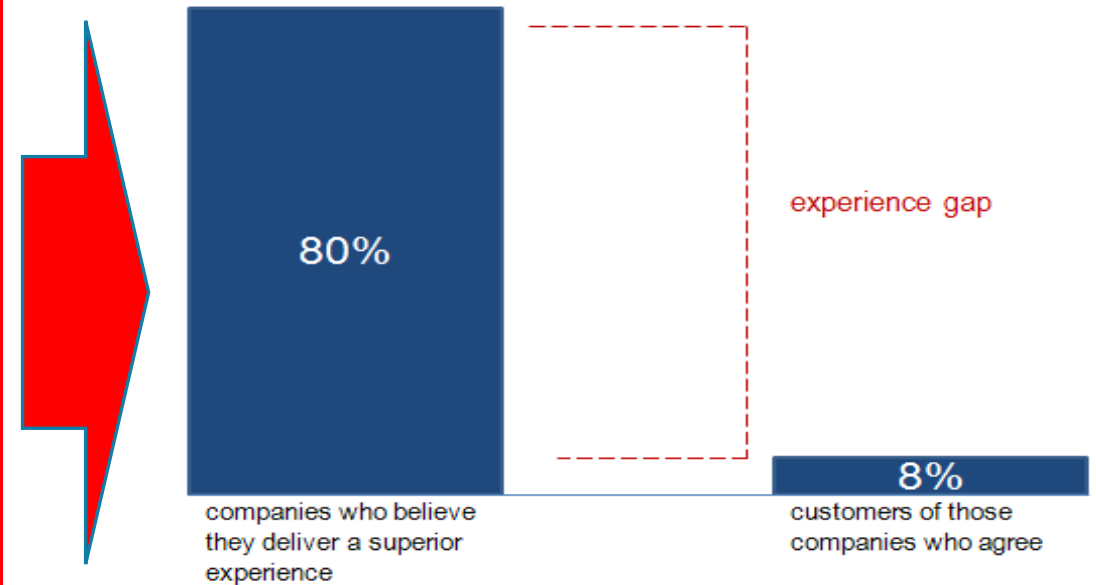 80%
experience gap
8%
companies who believe
they deliver a superior
experience
customers of those
companies who agree